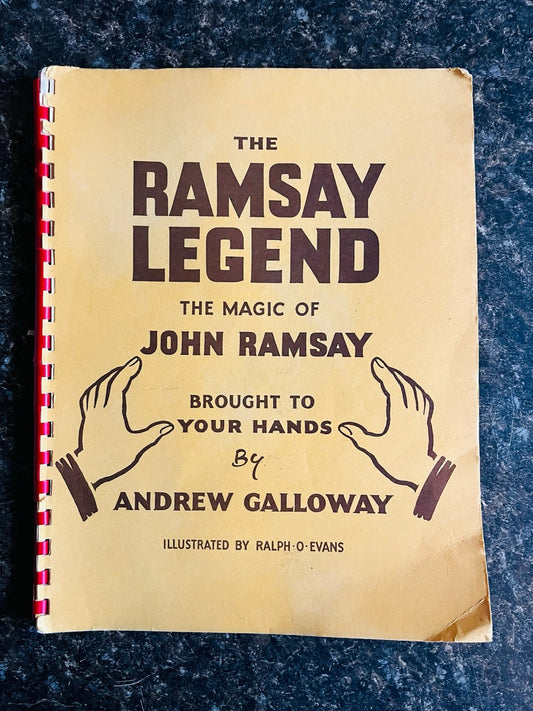 THE
RAMSAY
LEGEND
THE MAGIC OF
JOHN RAMSAY
BROUGHT TO
YOUR HANDS
By
ANDREW GALLOWAY
ILLUSTRATED BY RALPH·O·EVANS